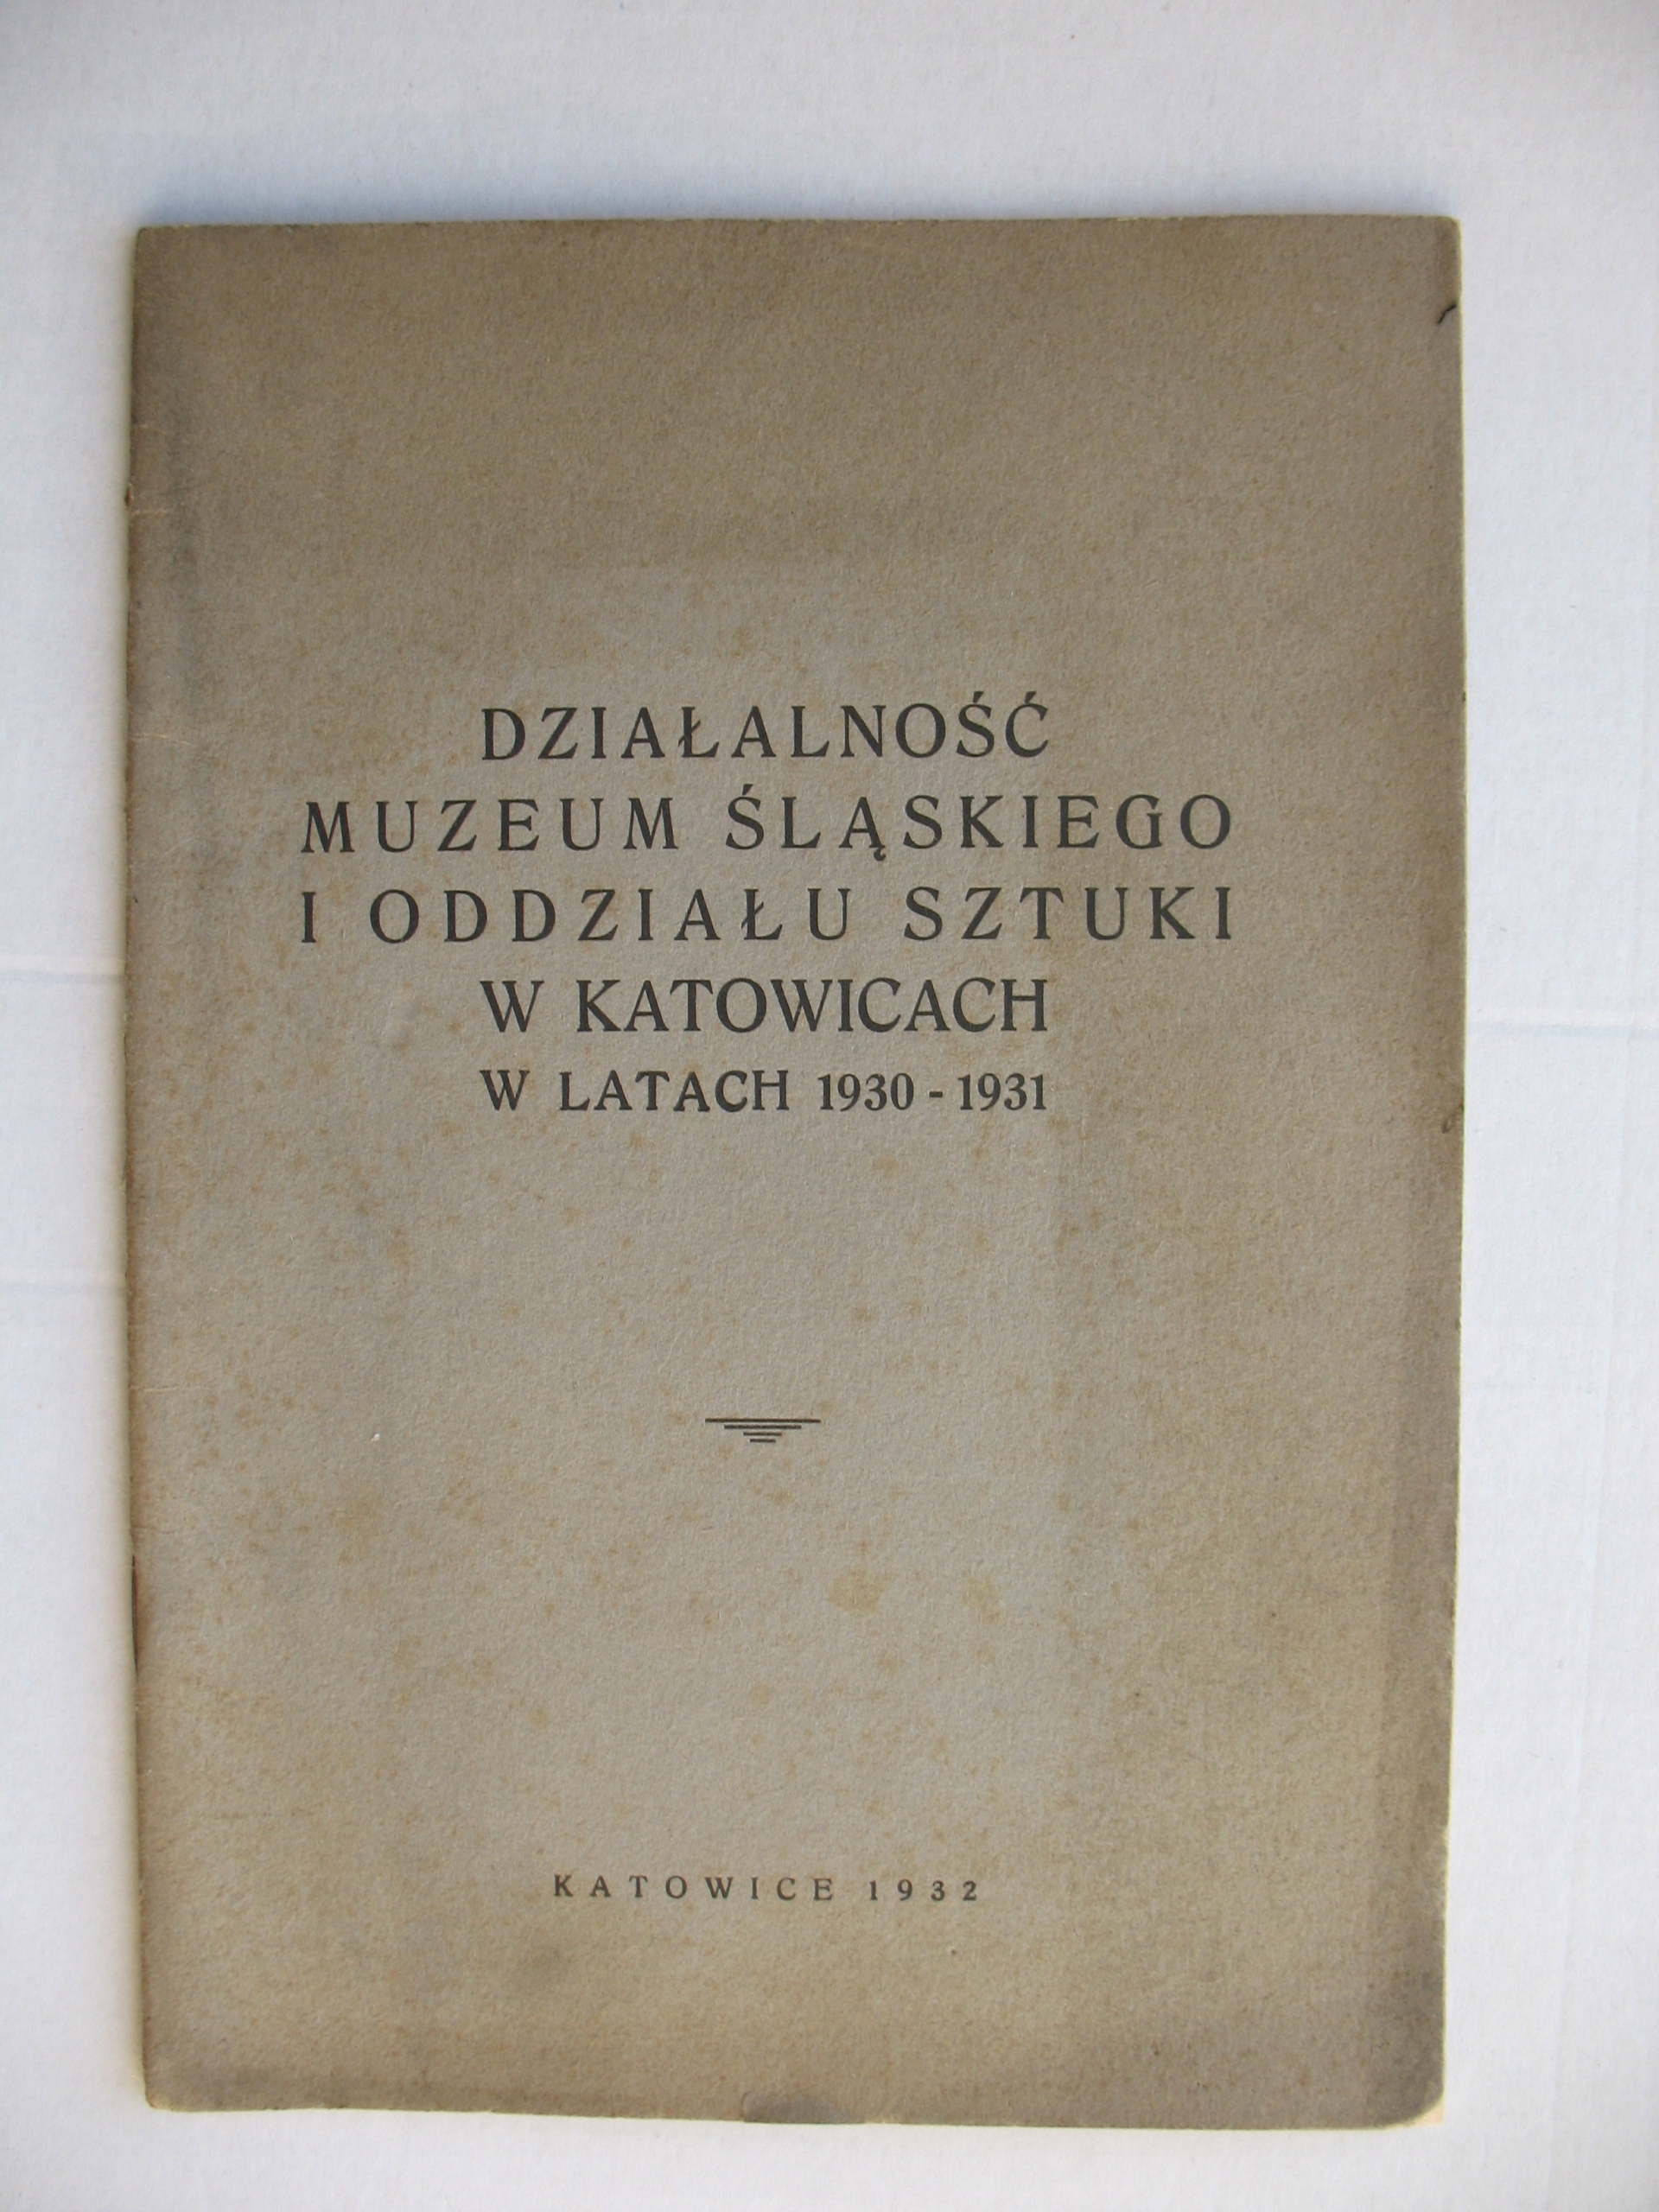 DZIAŁALNOŚĆ
MUZEUM ŚLĄSKIEGO
I ODDZIAŁU SZTUKI
W KATOWICACH
W LATACH 1930 - 1931
KATOWICE 1932